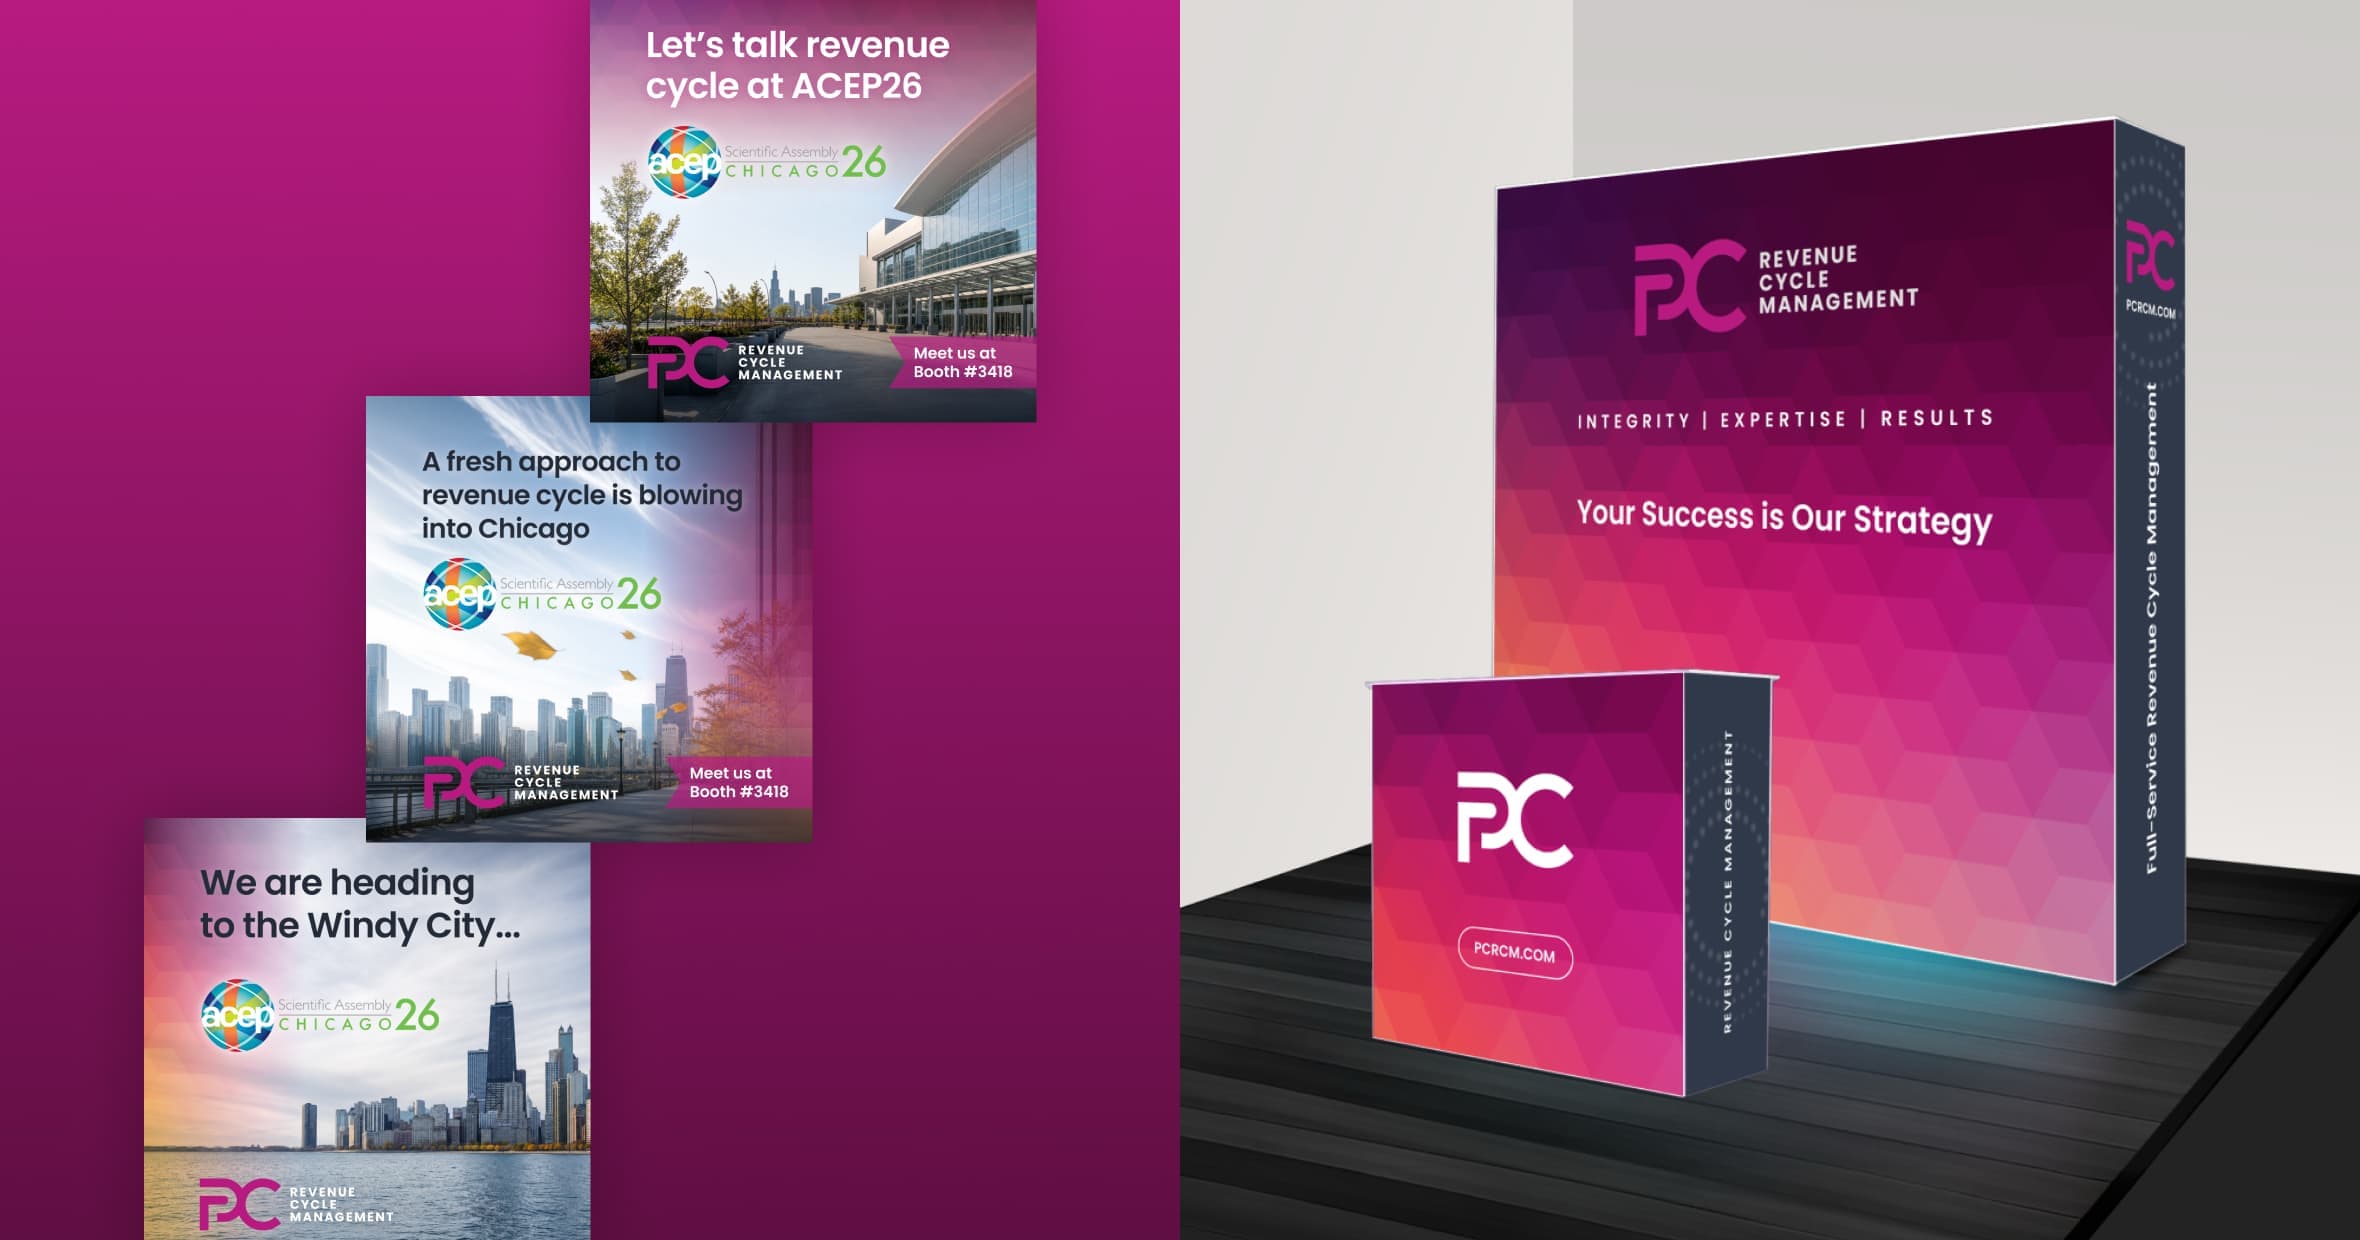 Let's talk revenue
cycle at ACEP26
acep
Scientific Assembly
CHICAGO 26
PC
REVENUE
CYCLE
MANAGEMENT
Meet us at
Booth #3418
A fresh approach to
revenue cycle is blowing
into Chicago
acep
Scientific Assembly
CHICAGO 26
PC
REVENUE
CYCLE
MANAGEMENT
Meet us at
Booth #3418
We are heading
to the Windy City...
acep
Scientific Assembly
CHICAGO 26
PC
REVENUE
CYCLE
MANAGEMENT
PC
REVENUE
CYCLE
MANAGEMENT
INTEGRITY | EXPERTISE | RESULTS
Your Success is Our Strategy
PC
PCRCM.COM
Full-Service Revenue Cycle Management
PC
PCRCM.COM
REVENUE CYCLE MANAGEMENT